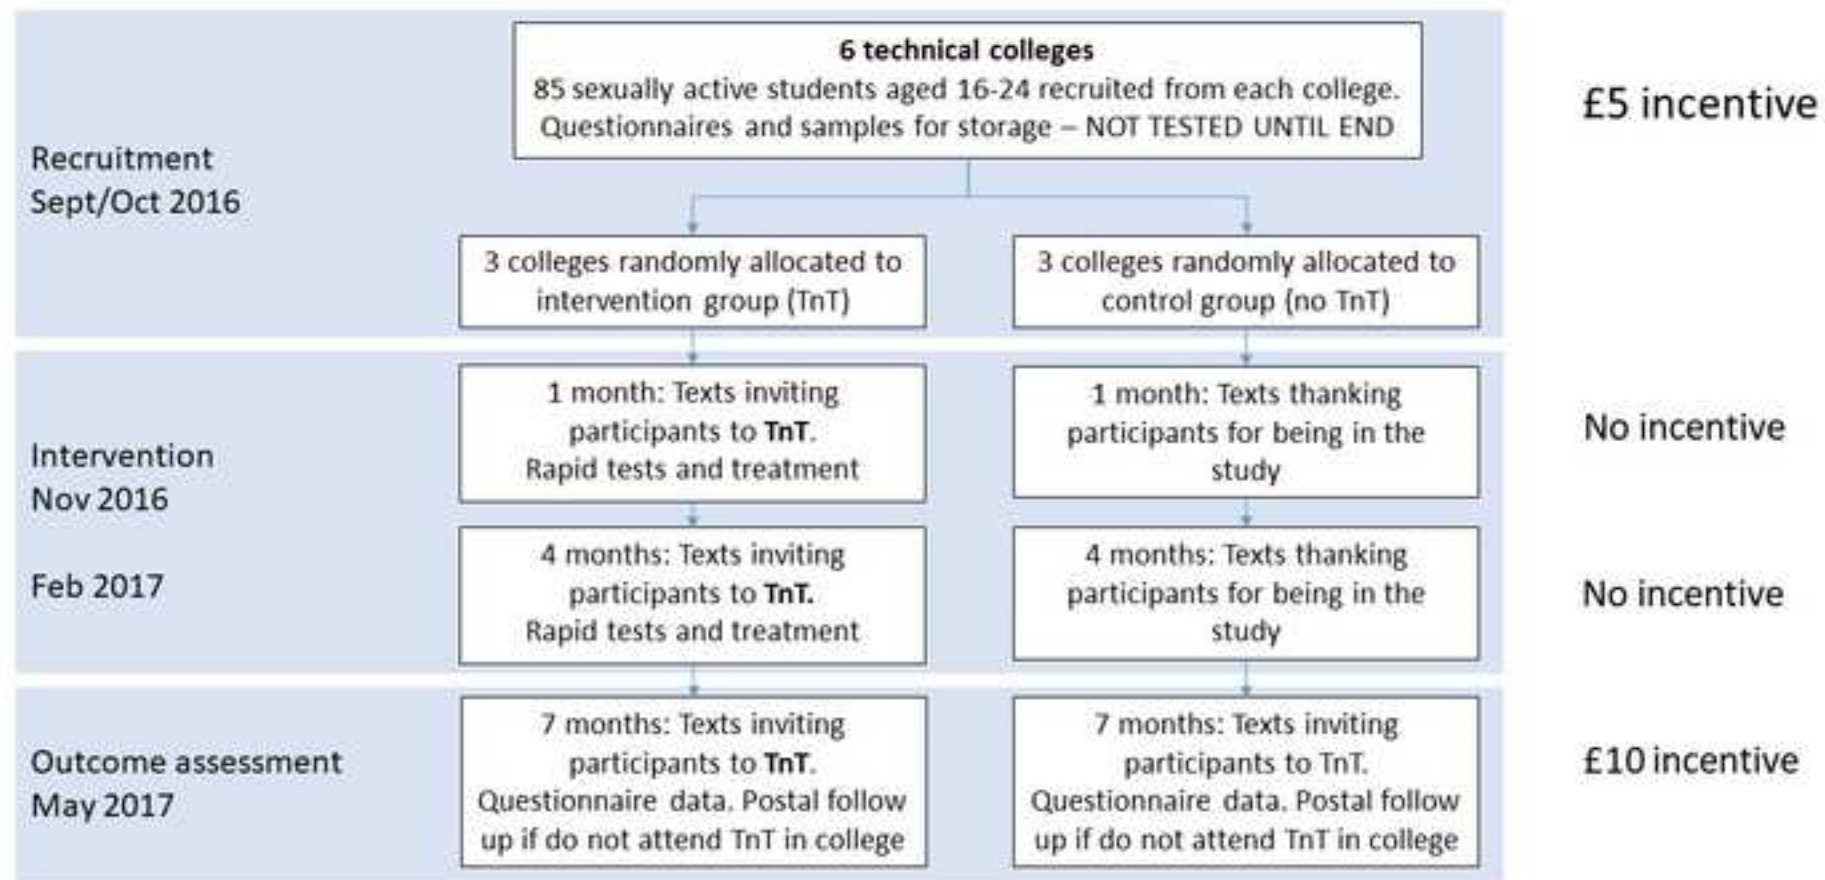 6 technical colleges
85 sexually active students aged 16-24 recruited from each college.
Questionnaires and samples for storage – NOT TESTED UNTIL END
£5 incentive
Recruitment
Sept/Oct 2016
3 colleges randomly allocated to
intervention group (TnT)
3 colleges randomly allocated to
control group (no TnT)
Intervention
Nov 2016
1 month: Texts inviting
participants to TnT.
Rapid tests and treatment
1 month: Texts thanking
participants for being in the
study
No incentive
Feb 2017
4 months: Texts inviting
participants to TnT.
Rapid tests and treatment
4 months: Texts thanking
participants for being in the
study
No incentive
Outcome assessment
May 2017
7 months: Texts inviting
participants to TnT.
Questionnaire data. Postal follow
up if do not attend TnT in college
7 months: Texts inviting
participants to TnT.
Questionnaire data. Postal follow
up if do not attend TnT in college
£10 incentive